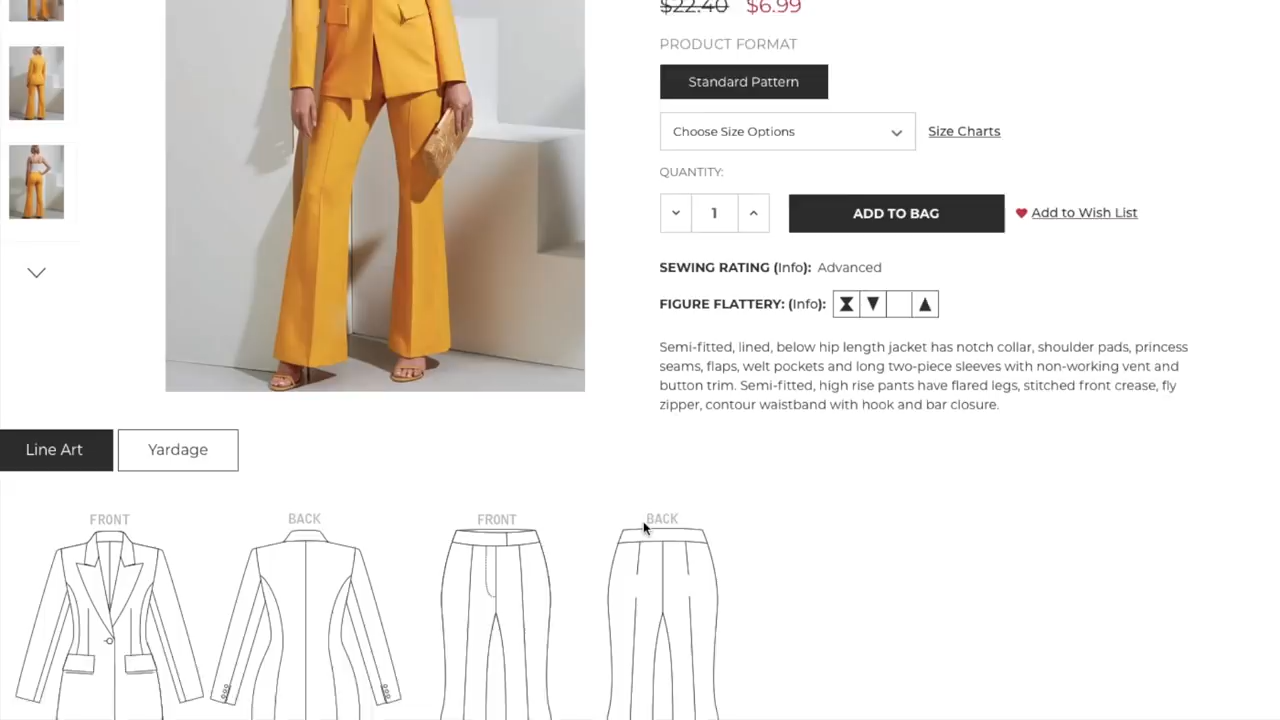 $22.40 $6.99
PRODUCT FORMAT
Standard Pattern
Choose Size Options
Size Charts
QUANTITY:
1
ADD TO BAG
Add to Wish List
SEWING RATING (Info): Advanced
FIGURE FLATTERY: (Info):
Semi-fitted, lined, below hip length jacket has notch collar, shoulder pads, princess
seams, flaps, welt pockets and long two-piece sleeves with non-working vent and
button trim. Semi-fitted, high rise pants have flared legs, stitched front crease, fly
zipper, contour waistband with hook and bar closure.
Line Art
Yardage
FRONT
BACK
FRONT
BACK